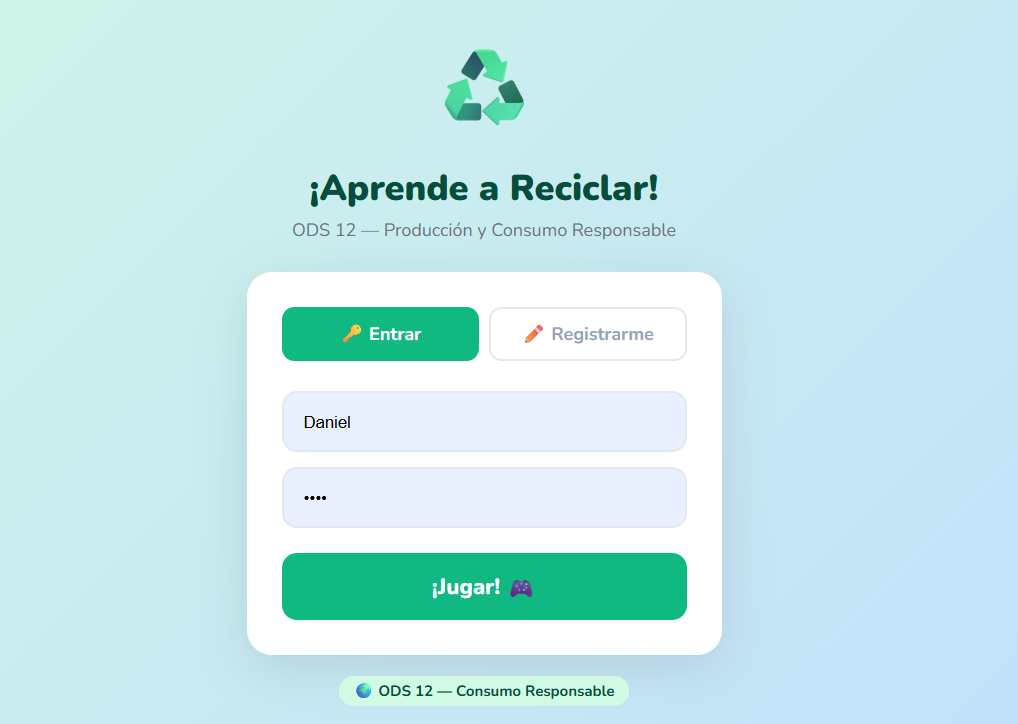 ¡Aprende a Reciclar!
ODS 12 — Producción y Consumo Responsable
🔑 Entrar
✏️ Registrarme
Daniel
••••
¡Jugar! 🎮
🌍 ODS 12 — Consumo Responsable